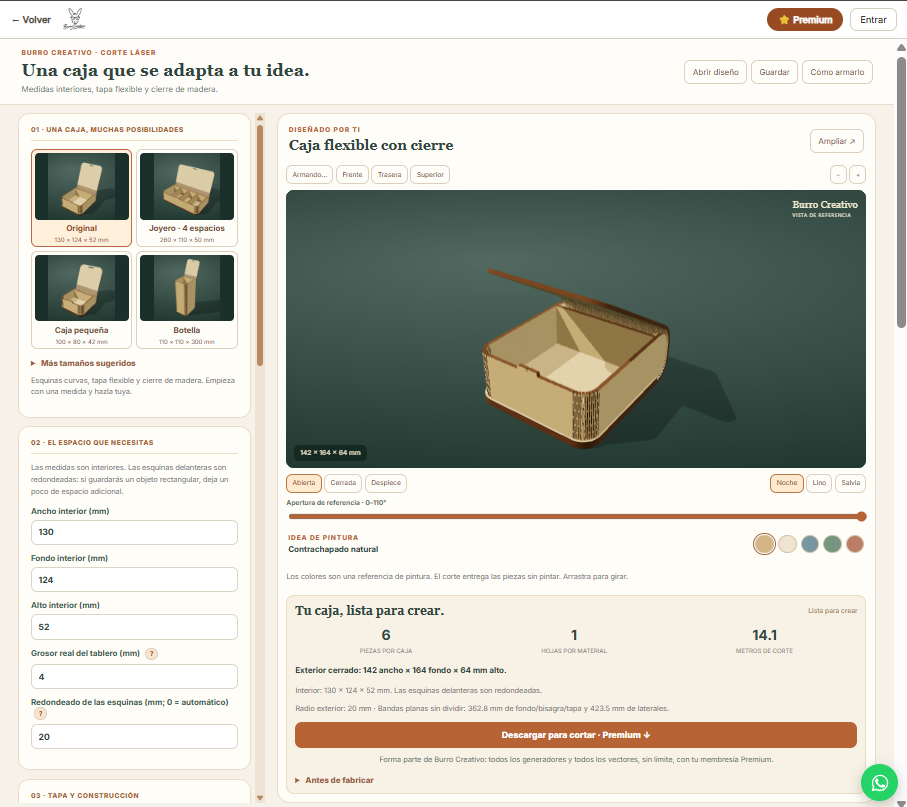 ← Volver
Burro Creativo
⭐ Premium
Entrar
BURRO CREATIVO · CORTE LÁSER
Una caja que se adapta a tu idea.
Medidas interiores, tapa flexible y cierre de madera.
Abrir diseño
Guardar
Cómo armarlo
01 · UNA CAJA, MUCHAS POSIBILIDADES
Original
130 × 124 × 52 mm
Joyero · 4 espacios
260 × 110 × 50 mm
Caja pequeña
100 × 80 × 42 mm
Botella
110 × 110 × 300 mm
▸ Más tamaños sugeridos
Esquinas curvas, tapa flexible y cierre de madera. Empieza
con una medida y hazla tuya.
02 · EL ESPACIO QUE NECESITAS
Las medidas son interiores. Las esquinas delanteras son
redondeadas: si guardarás un objeto rectangular, deja un
poco de espacio adicional.
Ancho interior (mm)
130
Fondo interior (mm)
124
Alto interior (mm)
52
Grosor real del tablero (mm) ?
4
Redondeado de las esquinas (mm; 0 = automático)
?
20
03 · TAPA Y CONSTRUCCIÓN
DISEÑADO POR TI
Caja flexible con cierre
Ampliar ↗
Armando...
Frente
Trasera
Superior
-
+
Burro Creativo
VISTA DE REFERENCIA
142 × 164 × 64 mm
Abierta
Cerrada
Despiece
Noche
Lino
Salvia
Apertura de referencia · 0–110°
IDEA DE PINTURA
Contrachapado natural
Los colores son una referencia de pintura. El corte entrega las piezas sin pintar. Arrastra para girar.
Tu caja, lista para crear.
Lista para crear
6
PIEZAS POR CAJA
1
HOJAS POR MATERIAL
14.1
METROS DE CORTE
Exterior cerrado: 142 ancho × 164 fondo × 64 mm alto.
Interior: 130 × 124 × 52 mm. Las esquinas delanteras son redondeadas.
Radio exterior: 20 mm · Bandas planas sin dividir: 362.8 mm de fondo/bisagra/tapa y 423.5 mm de laterales.
Descargar para cortar · Premium ↓
Forma parte de Burro Creativo: todos los generadores y todos los vectores, sin límite, con tu membresía Premium.
▸ Antes de fabricar